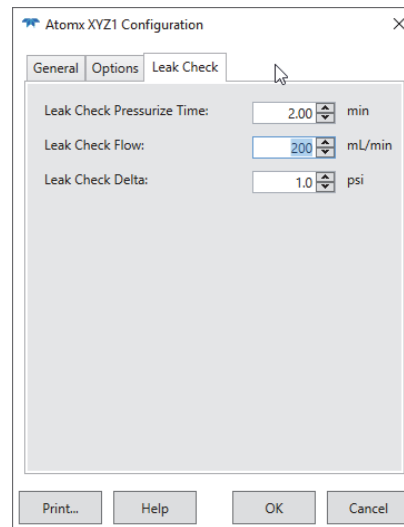 Atomx XYZ1 Configuration
General Options Leak Check
Leak Check Pressurize Time: 2.00 min
Leak Check Flow: 200 mL/min
Leak Check Delta: 1.0 psi
Print... Help OK Cancel